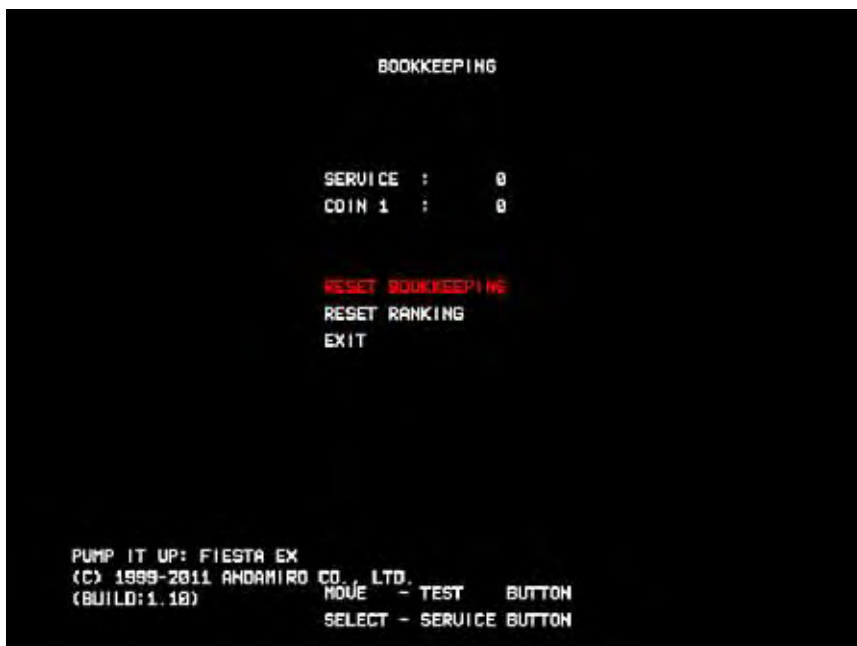 BOOKKEEPING
SERVICE : 0
COIN 1 : 0
RESET BOOKKEEPING
RESET RANKING
EXIT
PUMP IT UP: FIESTA EX
(C) 1999-2011 ANDAMIRO CO., LTD.
(BUILD:1.10)
MOVE - TEST BUTTON
SELECT - SERVICE BUTTON